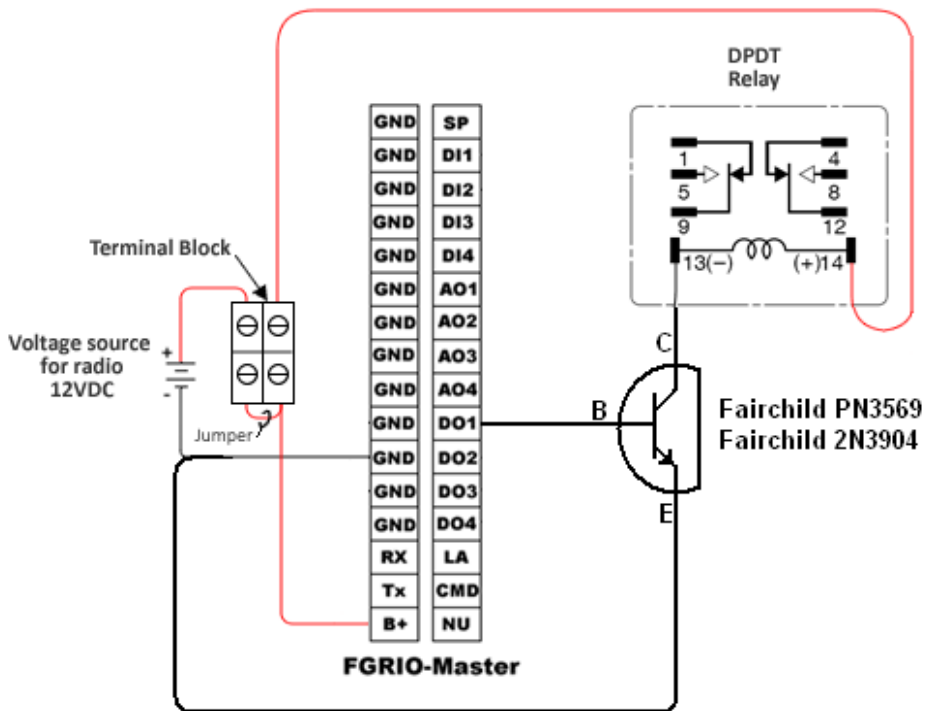 DPDT
Relay
GND SP
GND DI1
GND DI2
GND DI3
GND DI4
GND AO1
GND AO2
GND AO3
GND AO4
GND DO1
GND DO2
GND DO3
GND DO4
RX LA
Tx CMD
B+ NU
FGRIO-Master
Terminal Block
Voltage source
for radio
12VDC
+
-
Jumper
1
5
9
4
8
12
13(-)
(+)14
C
B
E
Fairchild PN3569
Fairchild 2N3904